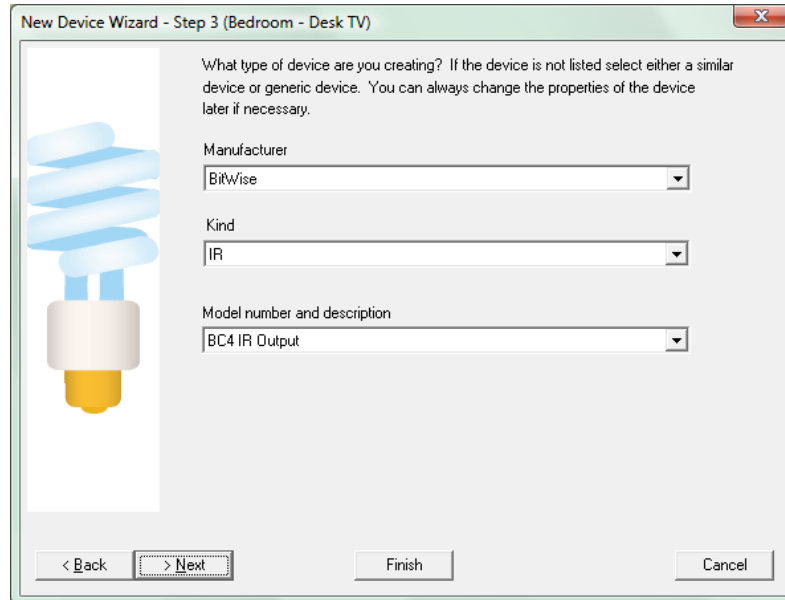 New Device Wizard - Step 3 (Bedroom - Desk TV)
What type of device are you creating? If the device is not listed select either a similar
device or generic device. You can always change the properties of the device
later if necessary.
Manufacturer
BitWise
Kind
IR
Model number and description
BC4 IR Output
< Back
> Next
Finish
Cancel